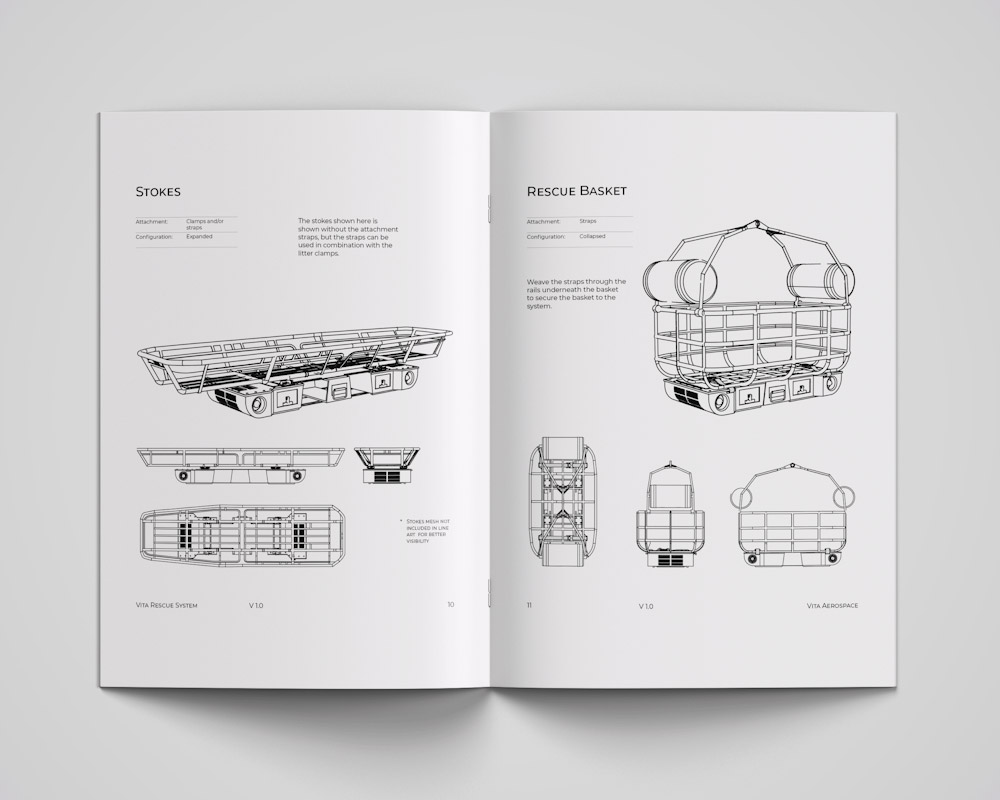 STOKES
Attachment: Clamps and/or
straps
Configuration: Expanded
The stokes shown here is
shown without the attachment
straps, but the straps can be
used in combination with the
litter clamps.
* STOKES MESH NOT
INCLUDED IN LINE
ART FOR BETTER
VISIBILITY
VITA RESCUE SYSTEM V 1.0 10
RESCUE BASKET
Attachment: Straps
Configuration: Collapsed
Weave the straps through the
rails underneath the basket
to secure the basket to the
system.
11 V 1.0 VITA AEROSPACE